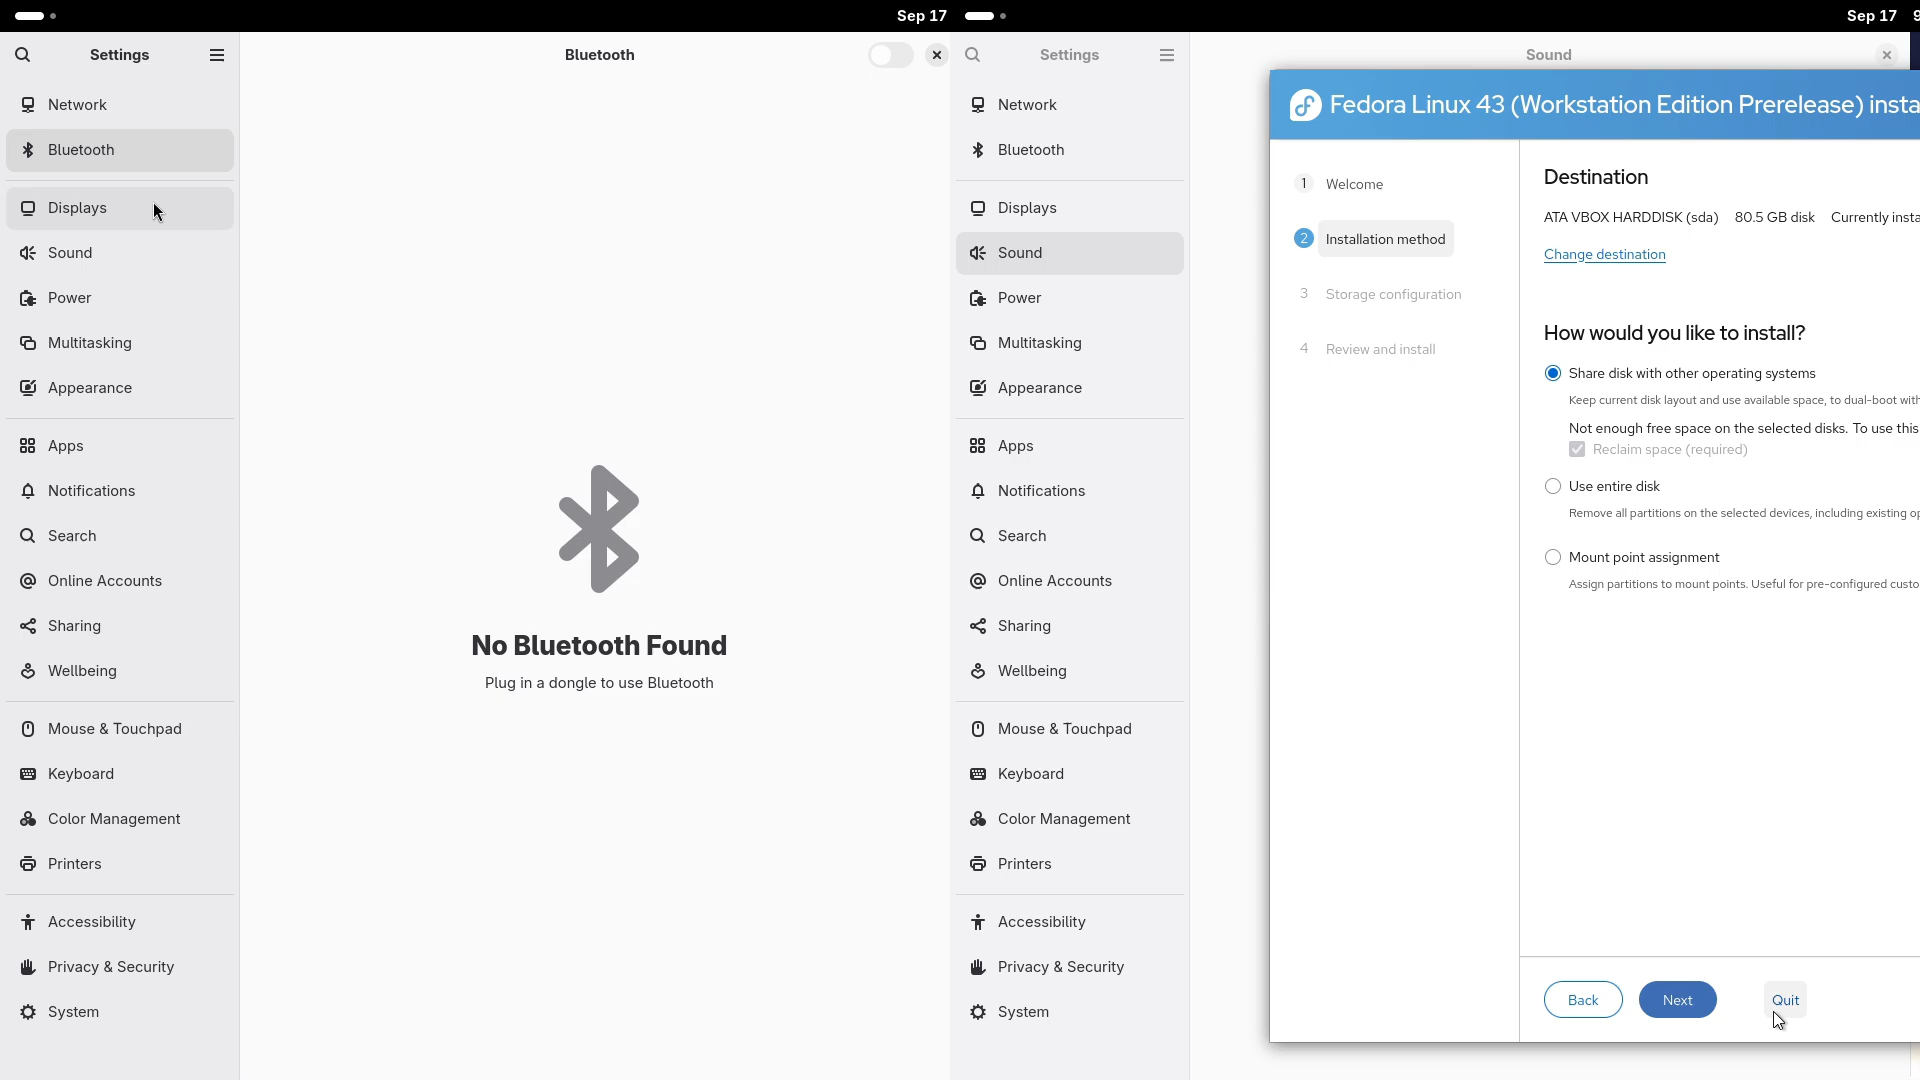 Sep 17
Settings
Bluetooth
Network
Bluetooth
Displays
Sound
Power
Multitasking
Appearance
Apps
Notifications
Search
Online Accounts
Sharing
Wellbeing
Mouse & Touchpad
Keyboard
Color Management
Printers
Accessibility
Privacy & Security
System
No Bluetooth Found
Plug in a dongle to use Bluetooth
Sep 17
Settings
Sound
Network
Bluetooth
Displays
Sound
Power
Multitasking
Appearance
Apps
Notifications
Search
Online Accounts
Sharing
Wellbeing
Mouse & Touchpad
Keyboard
Color Management
Printers
Accessibility
Privacy & Security
System
Fedora Linux 43 (Workstation Edition Prerelease) insta
1 Welcome
2 Installation method
3 Storage configuration
4 Review and install
Destination
ATA VBOX HARDDISK (sda) 80.5 GB disk Currently insta
Change destination
How would you like to install?
Share disk with other operating systems
Keep current disk layout and use available space, to dual-boot with
Not enough free space on the selected disks. To use this
Reclaim space (required)
Use entire disk
Remove all partitions on the selected devices, including existing op
Mount point assignment
Assign partitions to mount points. Useful for pre-configured custo
Back
Next
Quit